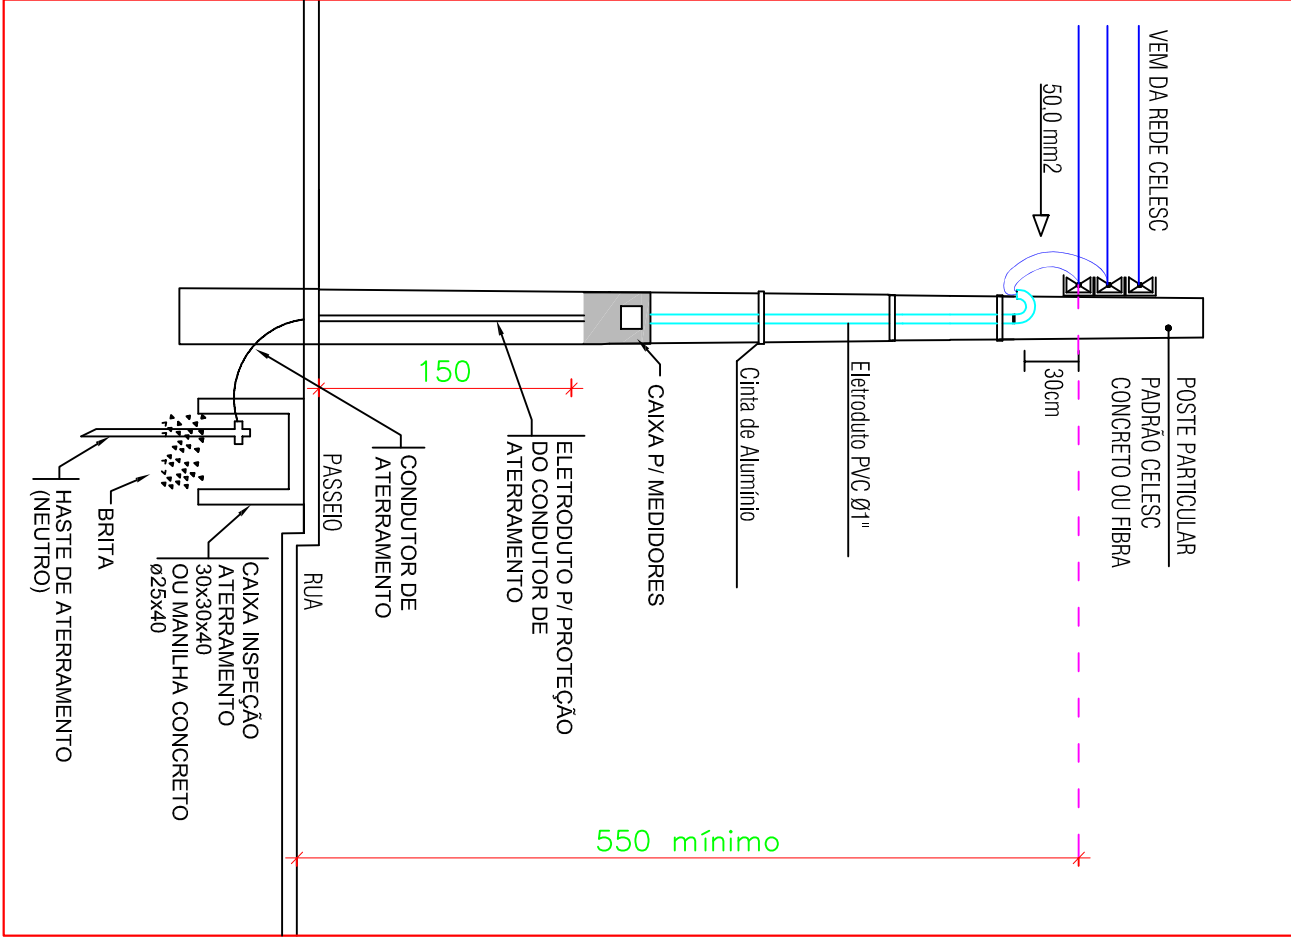 VEM DA REDE CELESC
50,0 mm2
POSTE PARTICULAR
PADRÃO CELESC
CONCRETO OU FIBRA
30cm
Eletroduto PVC Ø1"
Cinta de Alumínio
CAIXA P/ MEDIDORES
550 mínimo
150
ELETRODUTO P/ PROTEÇÃO
DO CONDUTOR DE
ATERRAMENTO
CONDUTOR DE
ATERRAMENTO
PASSEIO
RUA
CAIXA INSPEÇÃO
ATERRAMENTO
30x30x40
OU MANILHA CONCRETO
ø25x40
BRITA
HASTE DE ATERRAMENTO
(NEUTRO)